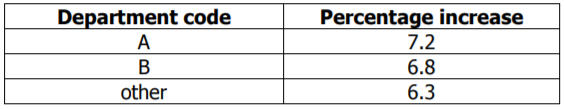 Department code Percentage increase
A 7.2
B 6.8
other 6.3